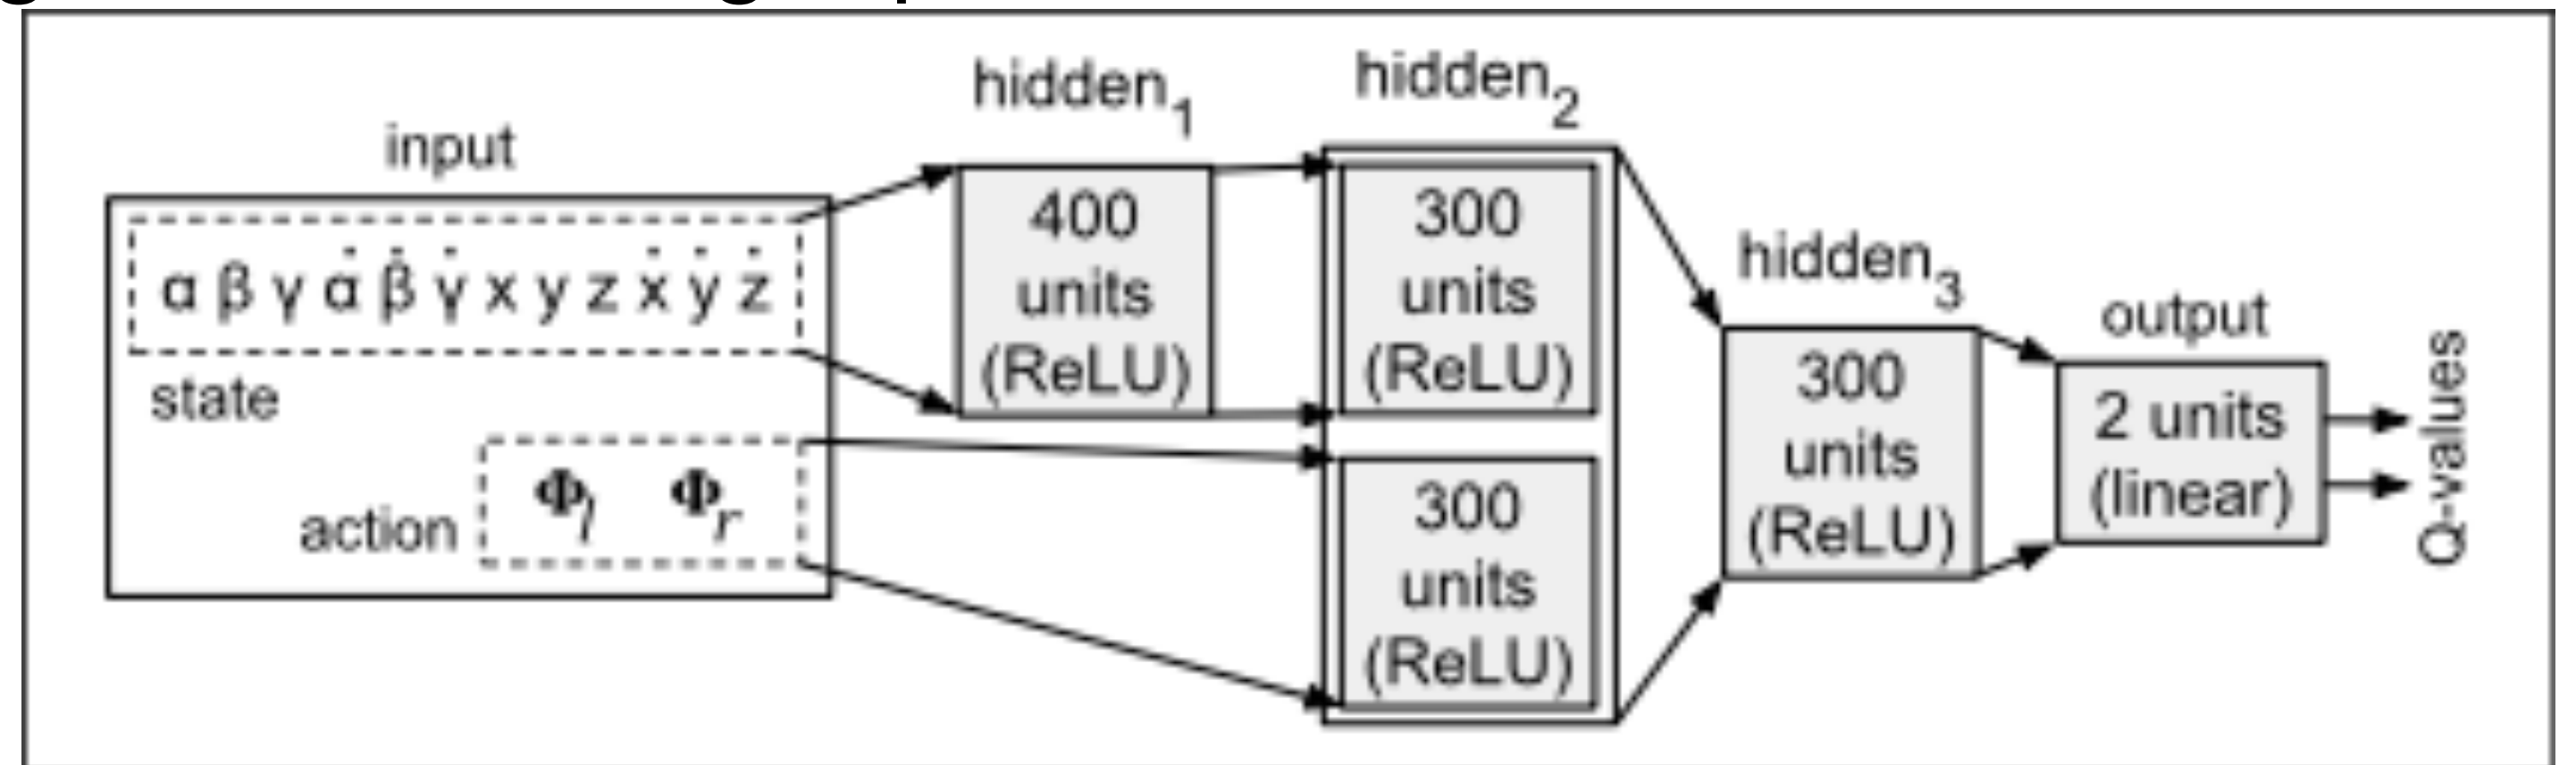 input
α β γ α̇ β̇ γ̇ x y z ẋ ẏ ż
state
action
Φl Φr
hidden1
400
units
(ReLU)
hidden2
300
units
(ReLU)
300
units
(ReLU)
hidden3
300
units
(ReLU)
output
2 units
(linear)
Q-values